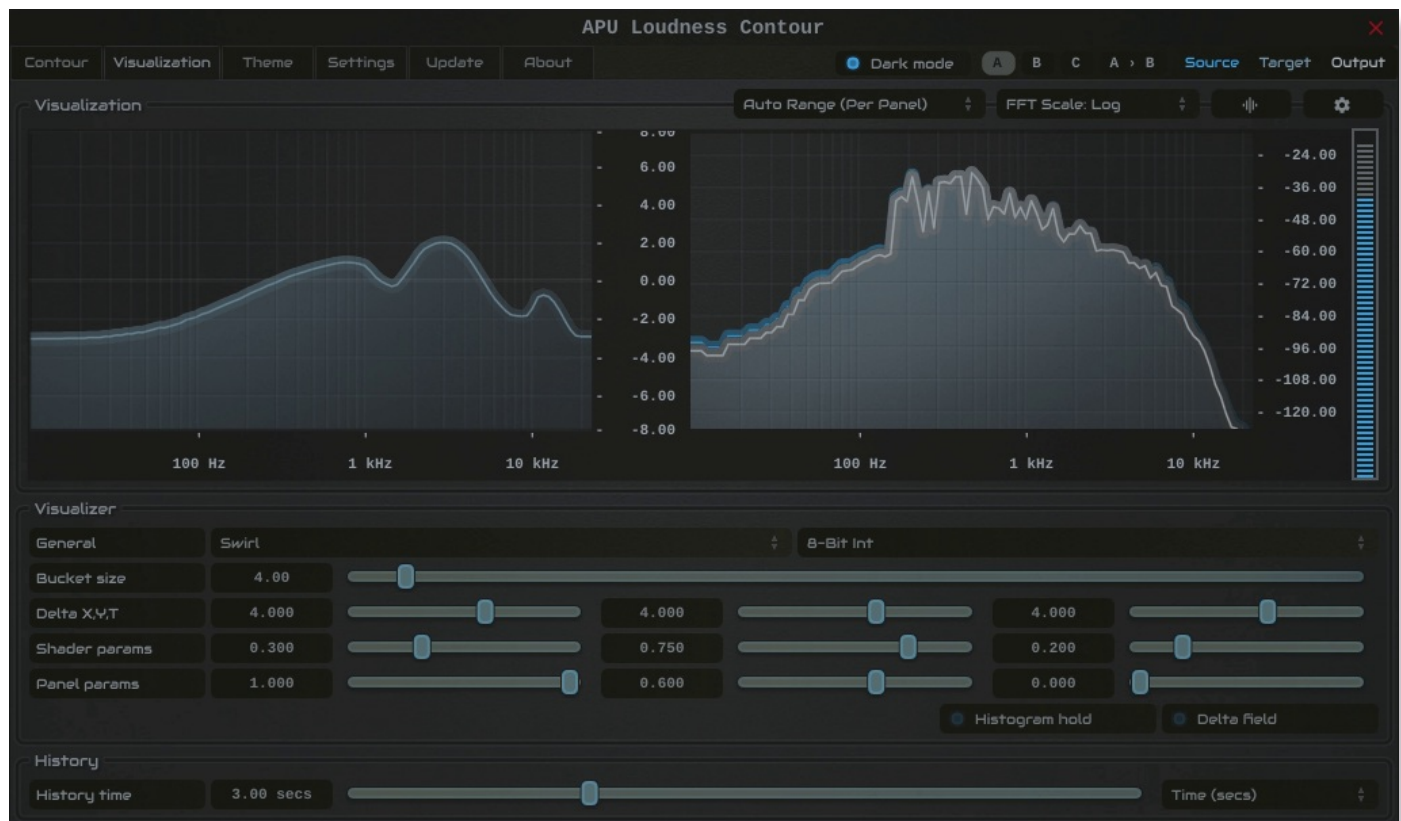 APU Loudness Contour
Contour Visualization Theme Settings Update About Dark mode A B C A › B Source Target Output
Visualization Auto Range (Per Panel) FFT Scale: Log
8.00
6.00
4.00
2.00
0.00
-2.00
-4.00
-6.00
-8.00
100 Hz 1 kHz 10 kHz
-24.00
-36.00
-48.00
-60.00
-72.00
-84.00
-96.00
-108.00
-120.00
100 Hz 1 kHz 10 kHz
Visualizer
General Swirl 8-Bit Int
Bucket size 4.00
Delta X,Y,T 4.000 4.000 4.000
Shader params 0.300 0.750 0.200
Panel params 1.000 0.600 0.000
Histogram hold Delta field
History
History time 3.00 secs Time (secs)